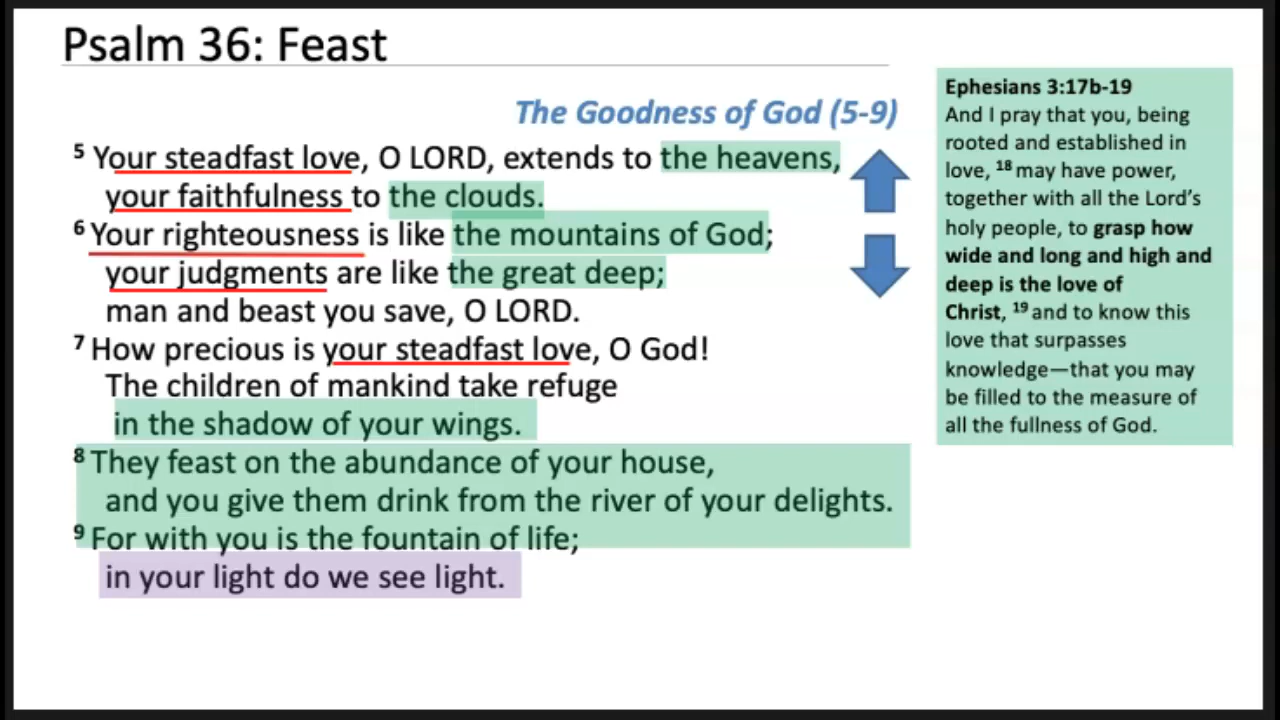 Psalm 36: Feast
The Goodness of God (5-9)
5 Your steadfast love, O LORD, extends to the heavens,
your faithfulness to the clouds.
6 Your righteousness is like the mountains of God;
your judgments are like the great deep;
man and beast you save, O LORD.
7 How precious is your steadfast love, O God!
The children of mankind take refuge
in the shadow of your wings.
8 They feast on the abundance of your house,
and you give them drink from the river of your delights.
9 For with you is the fountain of life;
in your light do we see light.
Ephesians 3:17b-19
And I pray that you, being
rooted and established in
love, 18 may have power,
together with all the Lord’s
holy people, to grasp how
wide and long and high and
deep is the love of
Christ, 19 and to know this
love that surpasses
knowledge—that you may
be filled to the measure of
all the fullness of God.